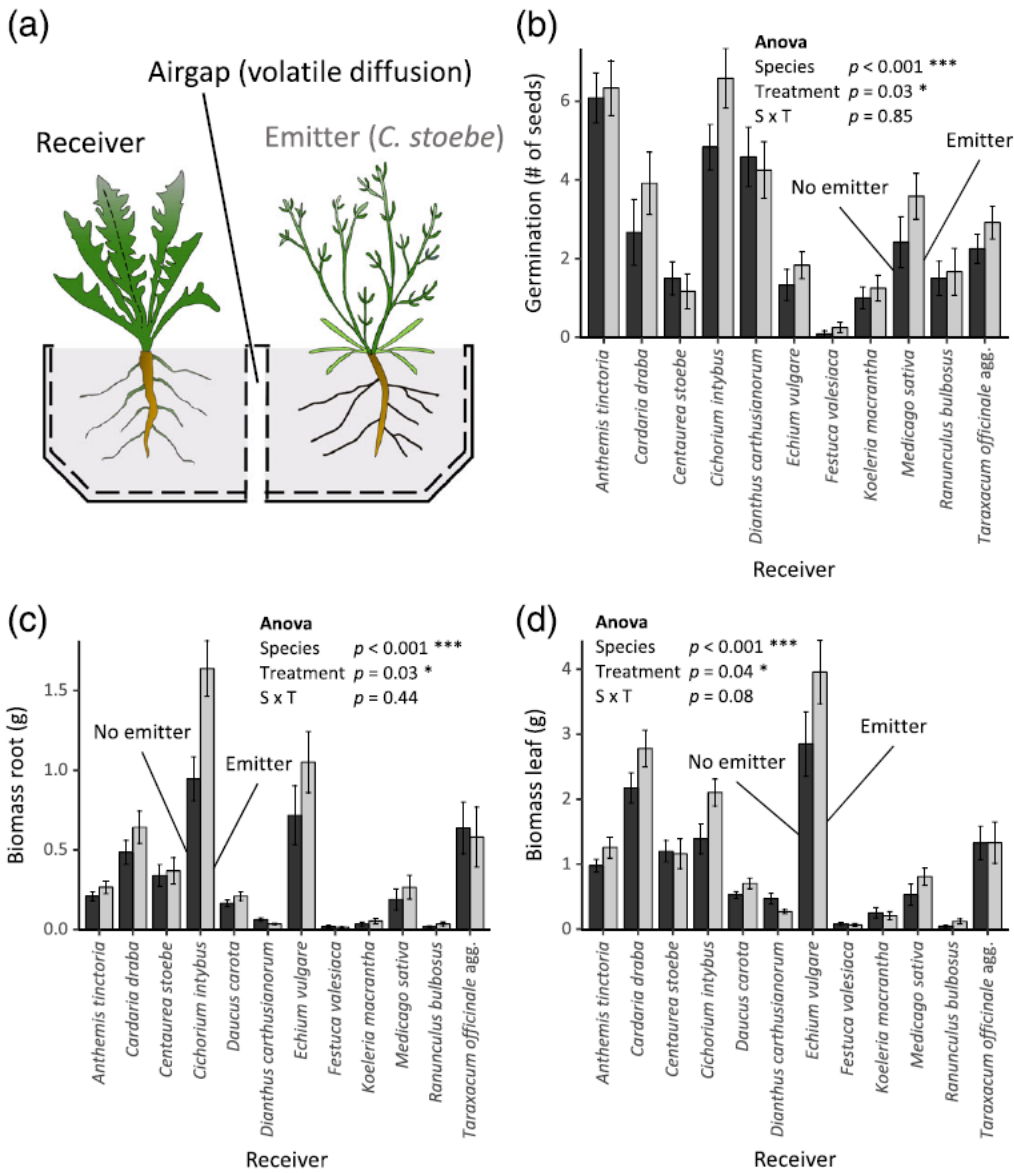 (a)
Airgap (volatile diffusion)
Receiver
Emitter (C. stoebe)
(b)
Anova
Species p < 0.001 ***
Treatment p = 0.03 *
S x T p = 0.85
Emitter
No emitter
Germination (# of seeds)
6
4
2
0
Anthemis tinctoria
Cardaria draba
Centaurea stoebe
Cichorium intybus
Dianthus carthusianorum
Echium vulgare
Festuca valesiaca
Koeleria macrantha
Medicago sativa
Ranunculus bulbosus
Taraxacum officinale agg.
Receiver
(c)
Anova
Species p < 0.001 ***
Treatment p = 0.03 *
S x T p = 0.44
No emitter
Emitter
Biomass root (g)
1.5
1.0
0.5
0.0
Anthemis tinctoria
Cardaria draba
Centaurea stoebe
Cichorium intybus
Daucus carota
Dianthus carthusianorum
Echium vulgare
Festuca valesiaca
Koeleria macrantha
Medicago sativa
Ranunculus bulbosus
Taraxacum officinale agg.
Receiver
(d)
Anova
Species p < 0.001 ***
Treatment p = 0.04 *
S x T p = 0.08
No emitter
Emitter
Biomass leaf (g)
4
3
2
1
0
Anthemis tinctoria
Cardaria draba
Centaurea stoebe
Cichorium intybus
Daucus carota
Dianthus carthusianorum
Echium vulgare
Festuca valesiaca
Koeleria macrantha
Medicago sativa
Ranunculus bulbosus
Taraxacum officinale agg.
Receiver